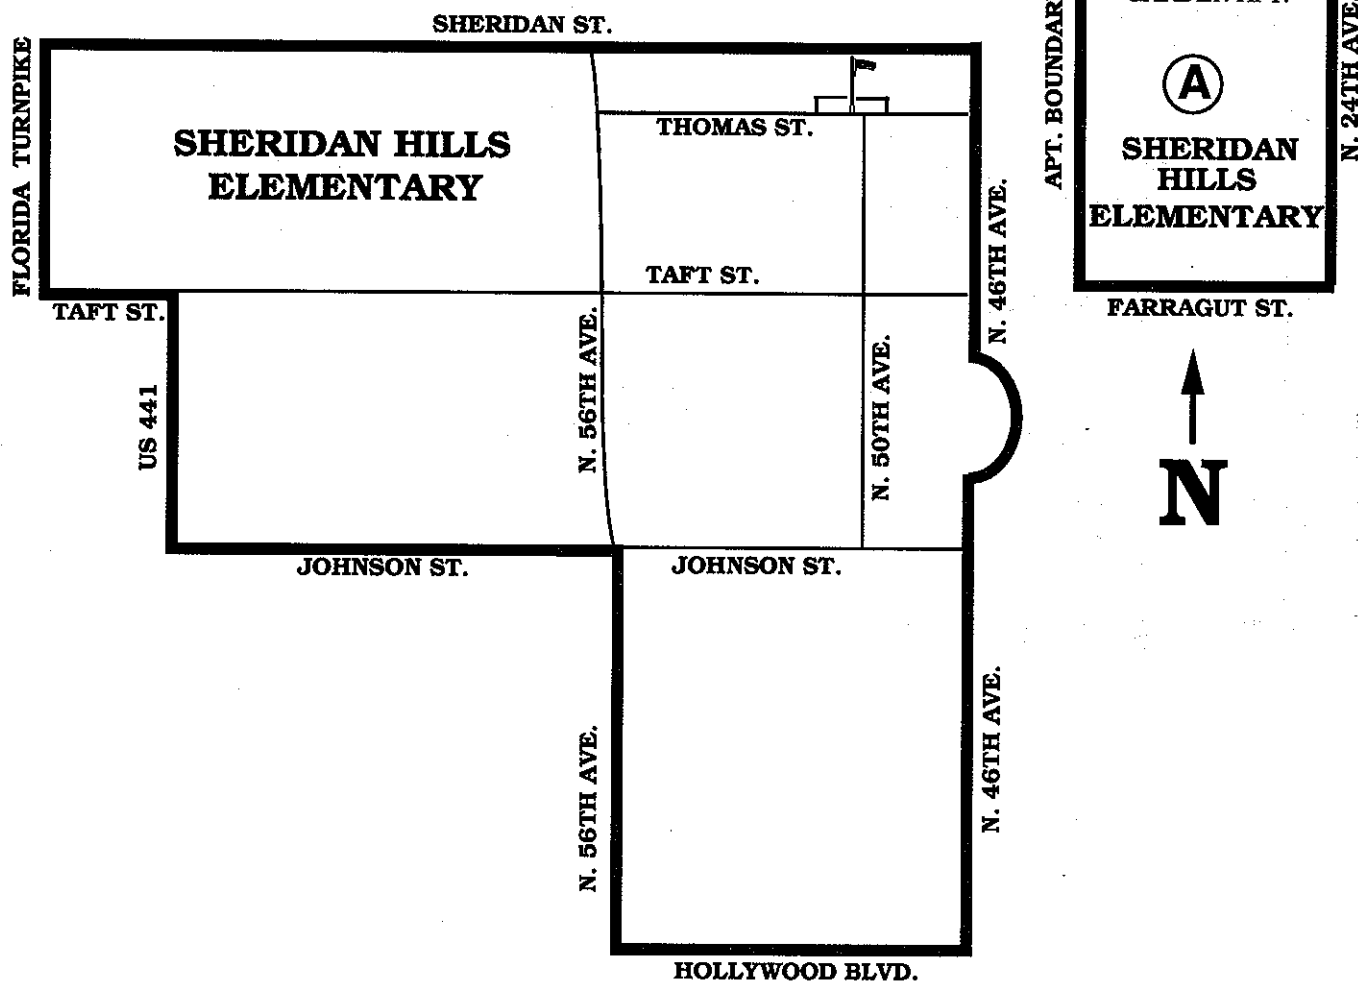 SHERIDAN ST.
FLORIDA TURNPIKE
SHERIDAN HILLS
ELEMENTARY
THOMAS ST.
TAFT ST.
TAFT ST.
N. 46TH AVE.
US 441
N. 56TH AVE.
N. 50TH AVE.
JOHNSON ST.
JOHNSON ST.
N. 56TH AVE.
N. 46TH AVE.
HOLLYWOOD BLVD.
APT. BOUNDAR
N. 24TH AVE.
A
SHERIDAN
HILLS
ELEMENTARY
FARRAGUT ST.
N